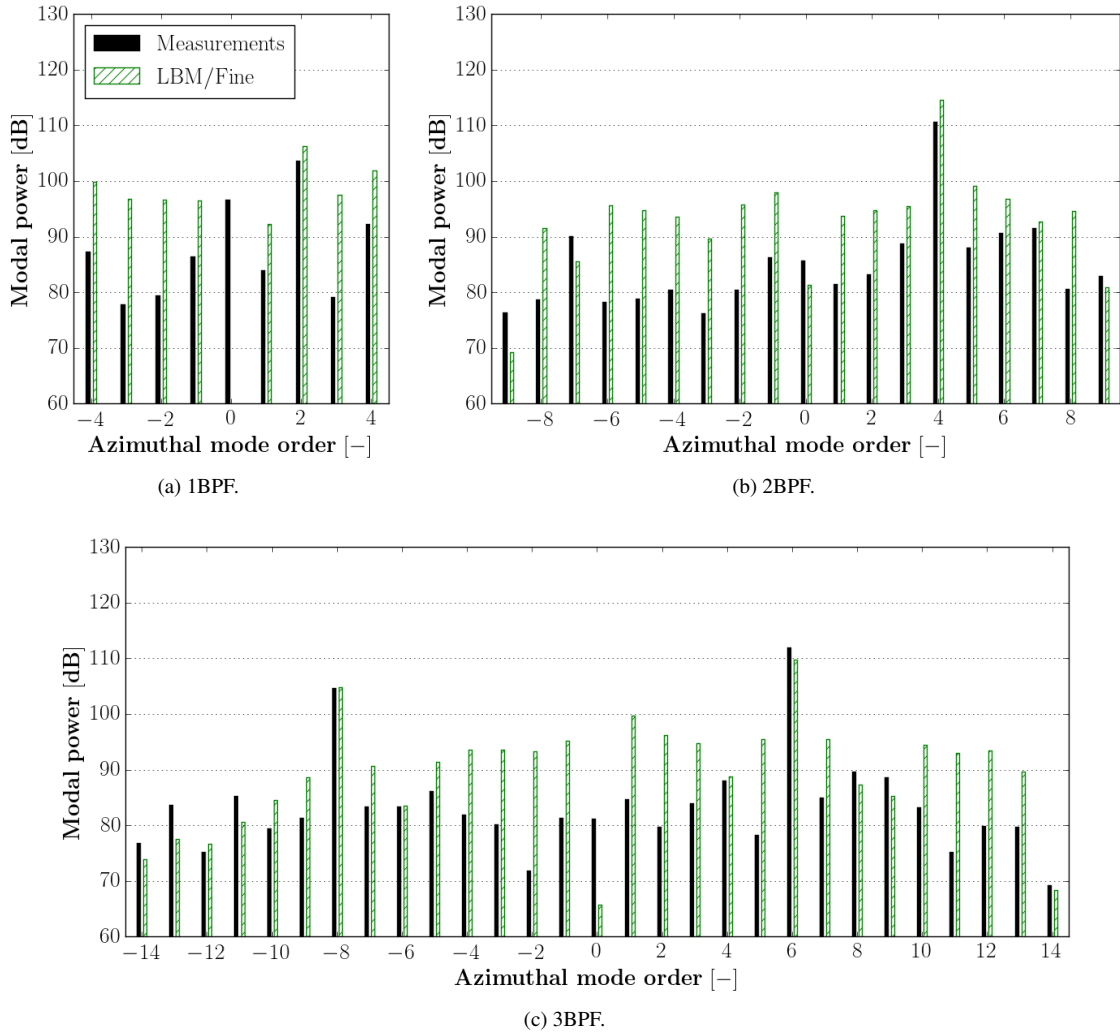 130
120
110
100
90
80
70
60
Modal power [dB]
Measurements
LBM/Fine
−4 −2 0 2 4
Azimuthal mode order [−]
(a) 1BPF.
130
120
110
100
90
80
70
60
Modal power [dB]
−8 −6 −4 −2 0 2 4 6 8
Azimuthal mode order [−]
(b) 2BPF.
130
120
110
100
90
80
70
60
Modal power [dB]
−14 −12 −10 −8 −6 −4 −2 0 2 4 6 8 10 12 14
Azimuthal mode order [−]
(c) 3BPF.